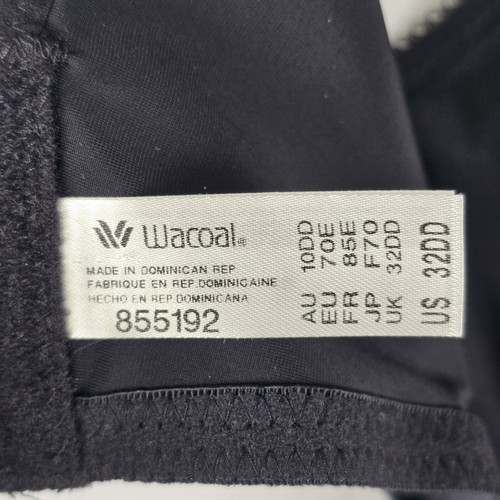 Wacoal®
MADE IN DOMINICAN REP
FABRIQUE EN REP.DOMINICAINE
HECHO EN REP.DOMINICANA
855192
AU 10DD
EU 70E
FR 85E
JP F70
UK 32DD
US 32DD